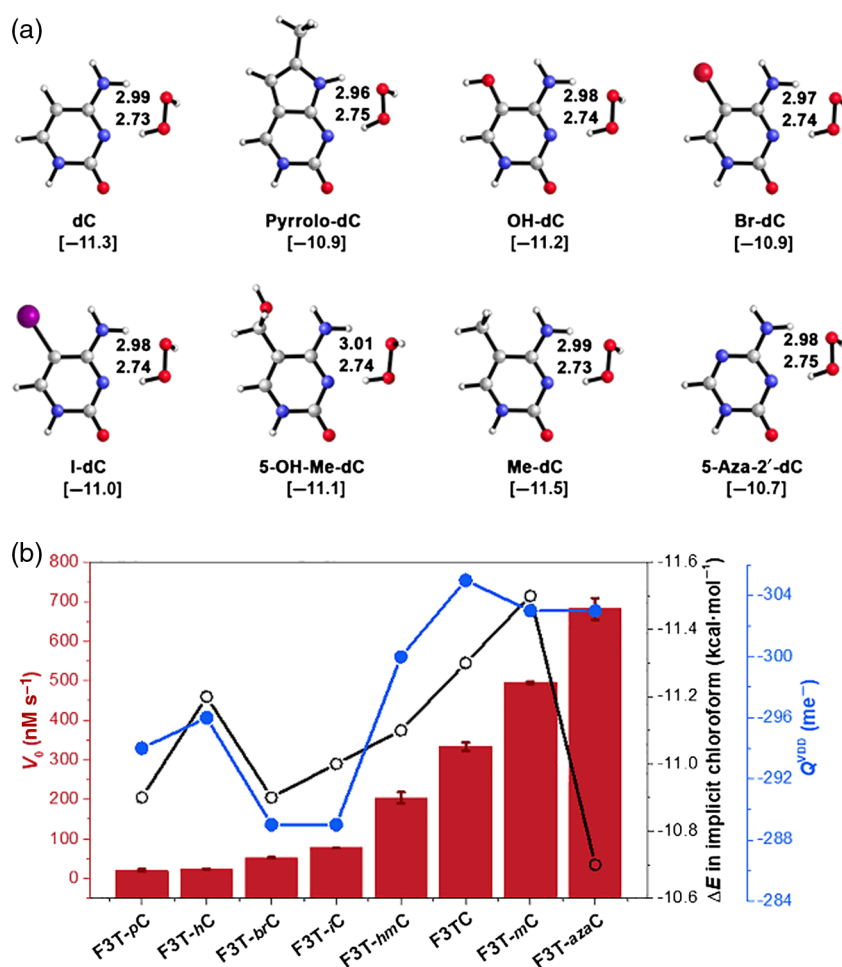 (a)
2.99
2.73
2.96
2.75
2.98
2.74
2.97
2.74
dC
[−11.3]
Pyrrolo-dC
[−10.9]
OH-dC
[−11.2]
Br-dC
[−10.9]
2.98
2.74
3.01
2.74
2.99
2.73
2.98
2.75
I-dC
[−11.0]
5-OH-Me-dC
[−11.1]
Me-dC
[−11.5]
5-Aza-2′-dC
[−10.7]
(b)
V₀ (nM s⁻¹)
800
700
600
500
400
300
200
100
0
-11.6
-11.4
-11.2
-11.0
-10.8
-10.6
ΔE in implicit chloroform (kcal·mol⁻¹)
-304
-300
-296
-292
-288
-284
Qⱽᴰᴰ (me⁻)
F3T-pC
F3T-hC
F3T-brC
F3T-iC
F3T-hmC
F3TC
F3T-mC
F3T-azaC